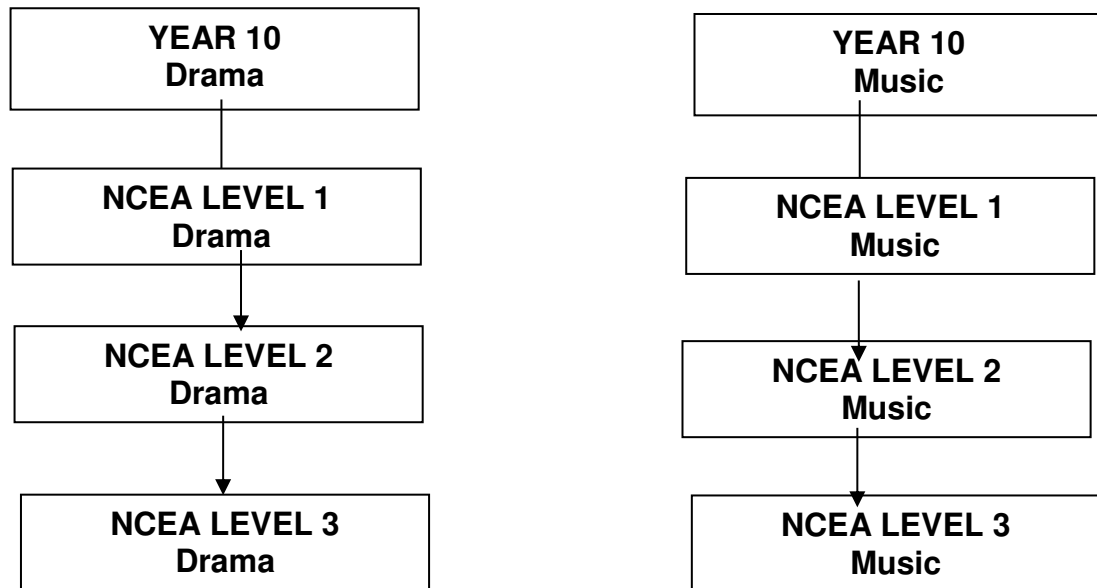 YEAR 10
Drama
NCEA LEVEL 1
Drama
NCEA LEVEL 2
Drama
NCEA LEVEL 3
Drama
YEAR 10
Music
NCEA LEVEL 1
Music
NCEA LEVEL 2
Music
NCEA LEVEL 3
Music